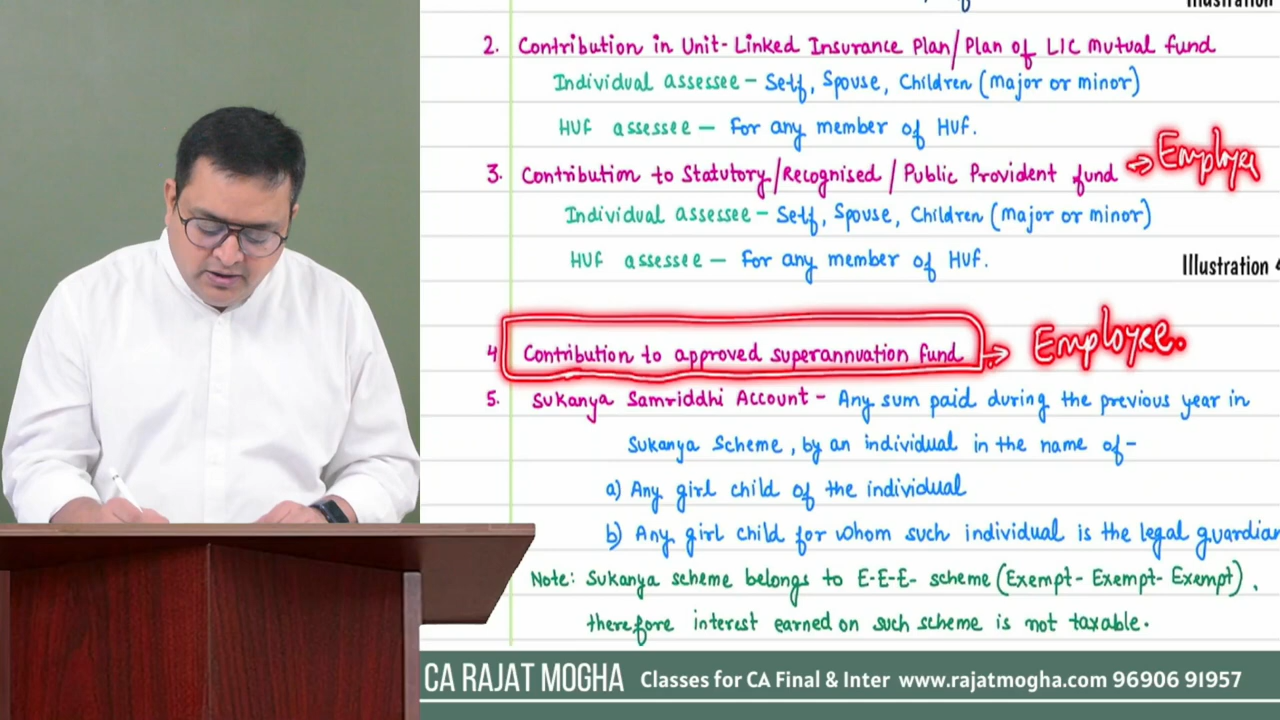 Illustration
2. Contribution in Unit-Linked Insurance Plan/Plan of LIC Mutual fund
Individual assessee – Self, Spouse, Children (Major or minor)
HUF assessee – For any member of HUF.
3. Contribution to Statutory/Recognised/Public Provident fund → Employee
Individual assessee – Self, Spouse, Children (Major or minor)
HUF assessee – For any member of HUF.
Illustration 4
4 Contribution to approved superannuation fund → Employee.
5. Sukanya Samriddhi Account – Any sum paid during the previous year in
Sukanya Scheme, by an individual in the name of –
a) Any girl child of the individual
b) Any girl child for whom such individual is the legal guardian
Note: Sukanya scheme belongs to E-E-E- scheme (Exempt-Exempt-Exempt),
therefore interest earned on such scheme is not taxable.
CA RAJAT MOGHA Classes for CA Final & Inter www.rajatmogha.com 96906 91957